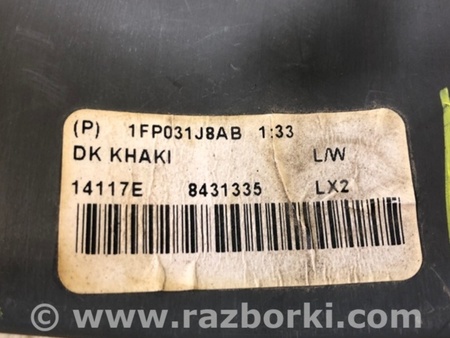 (P) 1FP031J8AB 1:33
DK KHAKI L/W
14117E 8431335 LX2
www.razborki.com